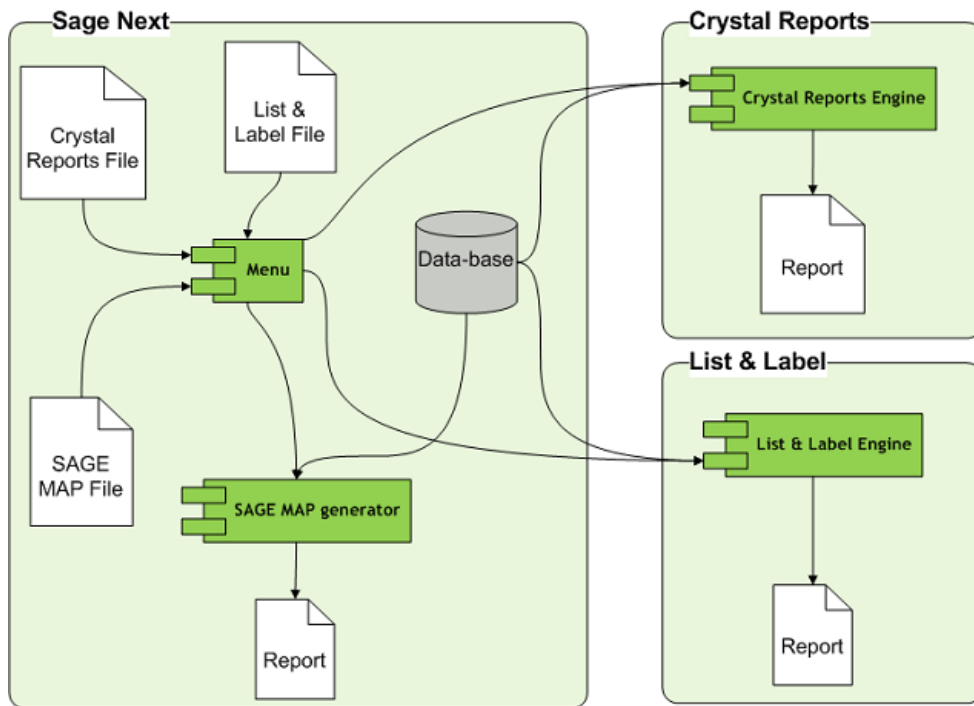 Sage Next
Crystal
Reports File
List &
Label File
Menu
Data-base
SAGE
MAP File
SAGE MAP generator
Report
Crystal Reports
Crystal Reports Engine
Report
List & Label
List & Label Engine
Report